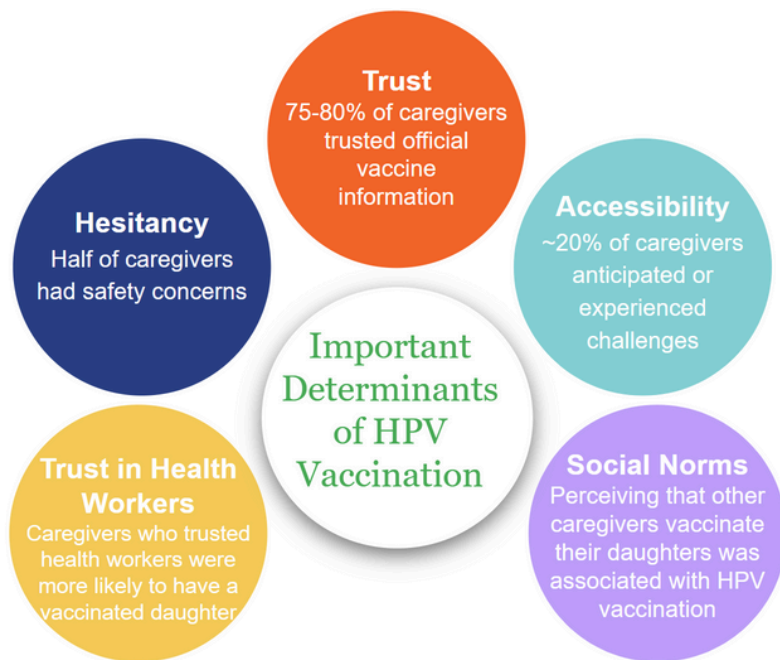 Trust
75-80% of caregivers
trusted official
vaccine
information
Hesitancy
Half of caregivers
had safety concerns
Accessibility
~20% of caregivers
anticipated or
experienced
challenges
Important
Determinants
of HPV
Vaccination
Trust in Health
Workers
Caregivers who trusted
health workers were
more likely to have a
vaccinated daughter
Social Norms
Perceiving that other
caregivers vaccinate
their daughters was
associated with HPV
vaccination